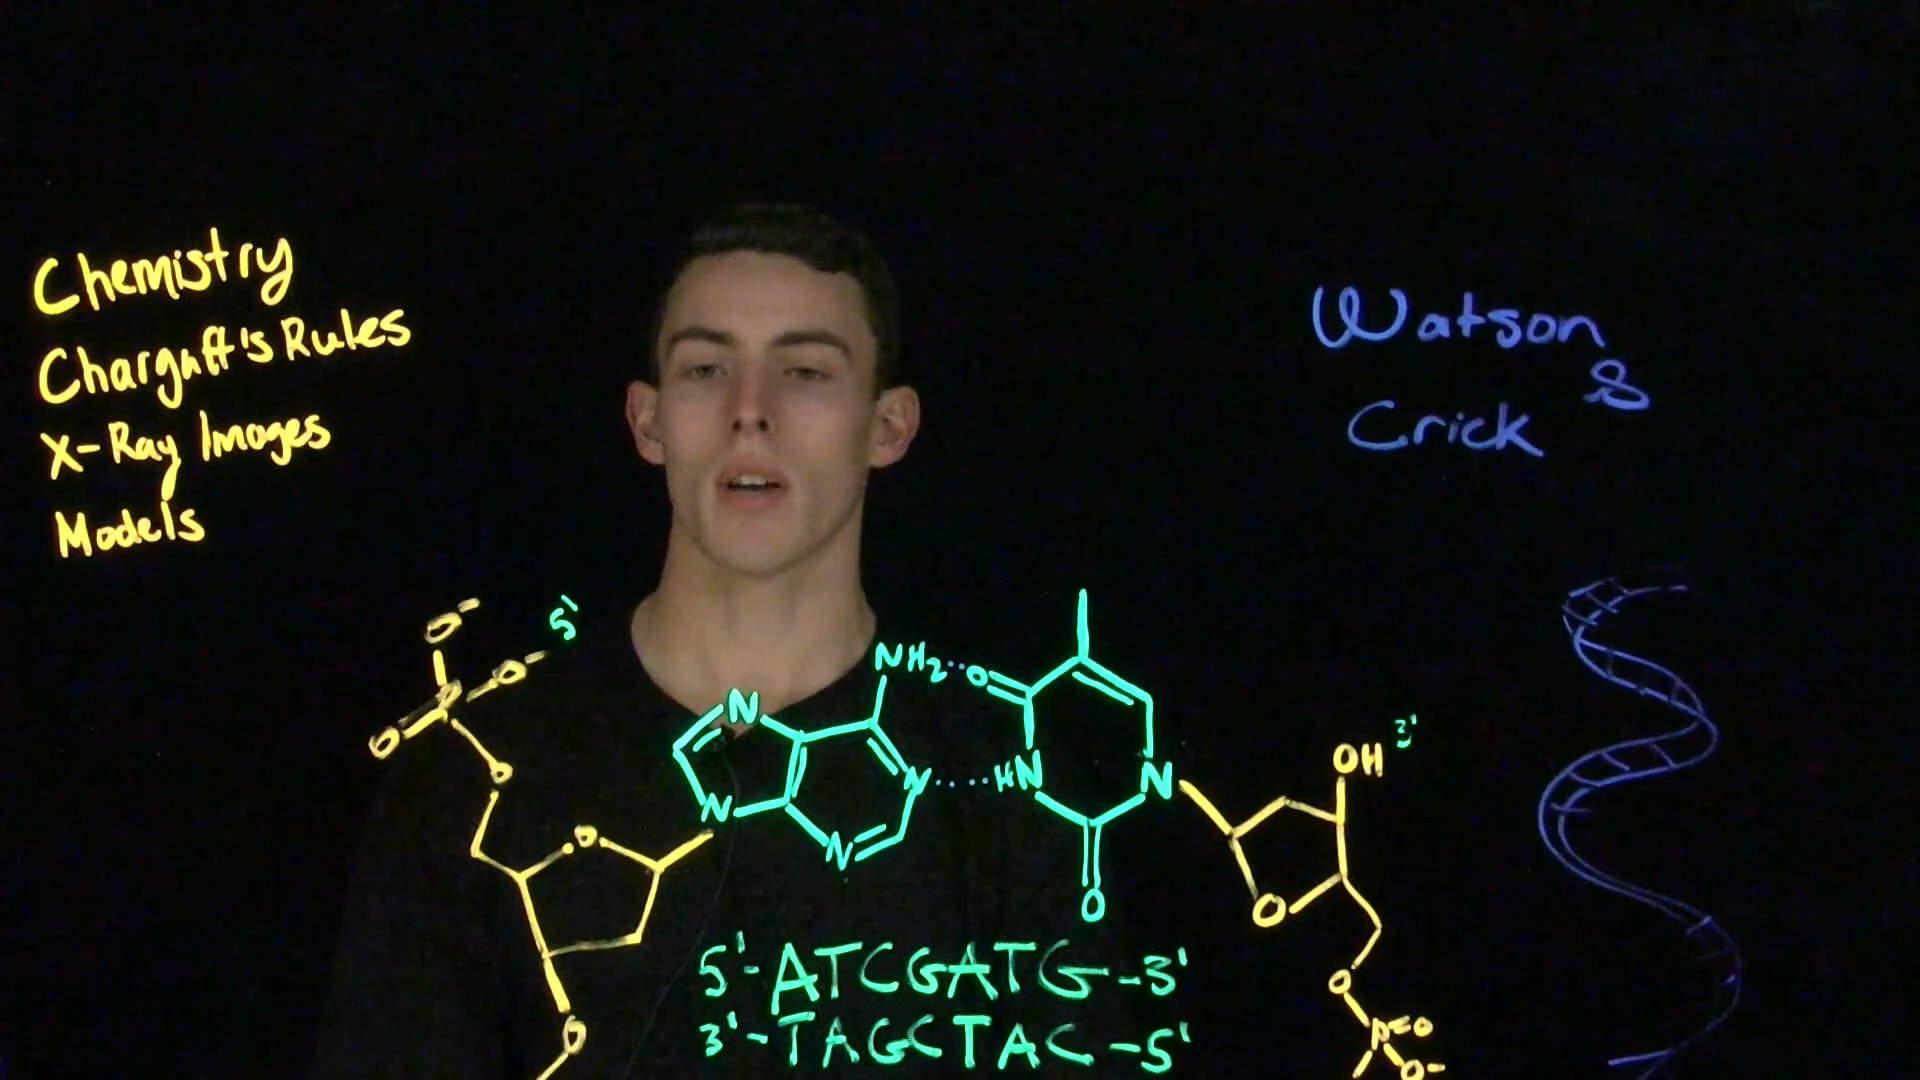 Chemistry
Chargaff's Rules
X-Ray Images
Models
Watson
&
Crick
O-
5'
O-
P
O
O
O
O
N
N
N
N
NH2
O
HN
N
O
OH 3'
O
O
P=O
O-
5'-ATCGATG-3'
3'-TAGCTAC-5'